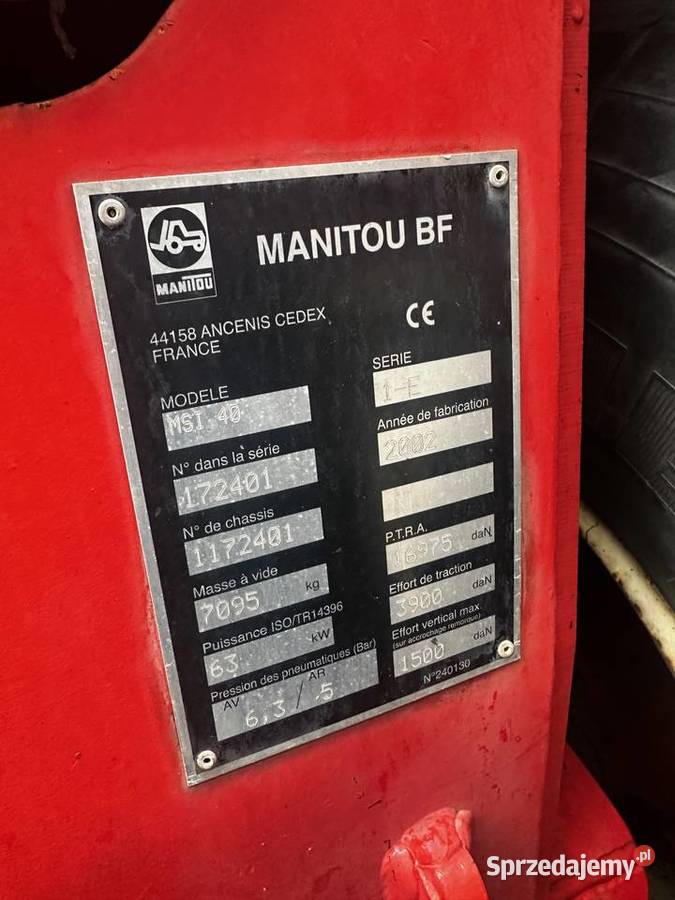 MANITOU
MANITOU BF
44158 ANCENIS CEDEX
FRANCE
CE
MODELE
MSI 40
SERIE
1-E
N° dans la série
172401
Année de fabrication
2002
N° de chassis
1172401
P.T.R.A.
16975 daN
Masse à vide
7095 kg
Effort de traction
3900 daN
Puissance ISO/TR14396
63 kW
Effort vertical max.
(sur accrochage remorque)
1500 daN
Pression des pneumatiques (Bar)
AV AR
6,3 / 5
N°240130
Sprzedajemy.pl